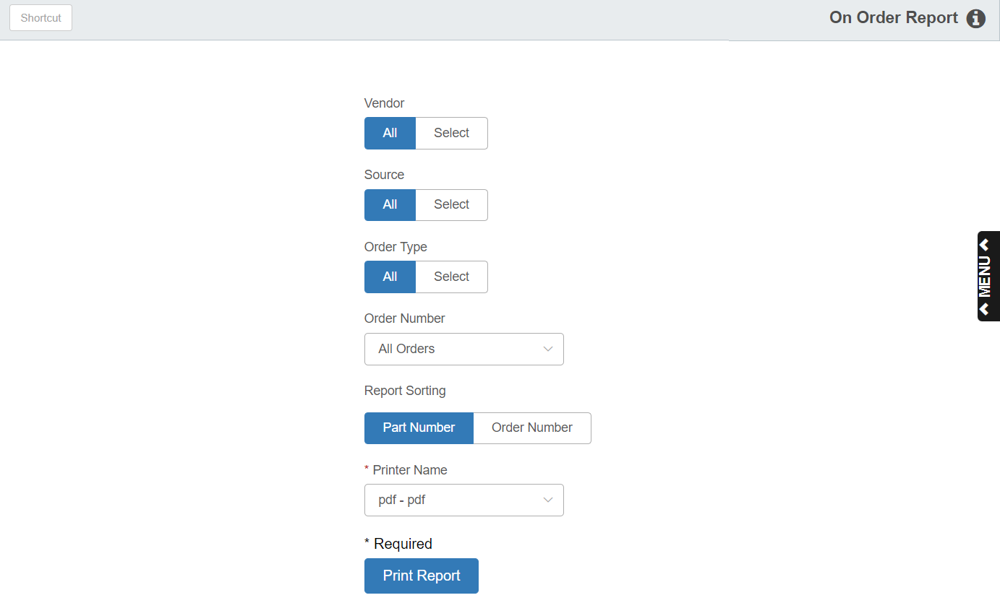 Shortcut
On Order Report
Vendor
All Select
Source
All Select
Order Type
All Select
Order Number
All Orders
Report Sorting
Part Number Order Number
* Printer Name
pdf - pdf
* Required
Print Report
MENU